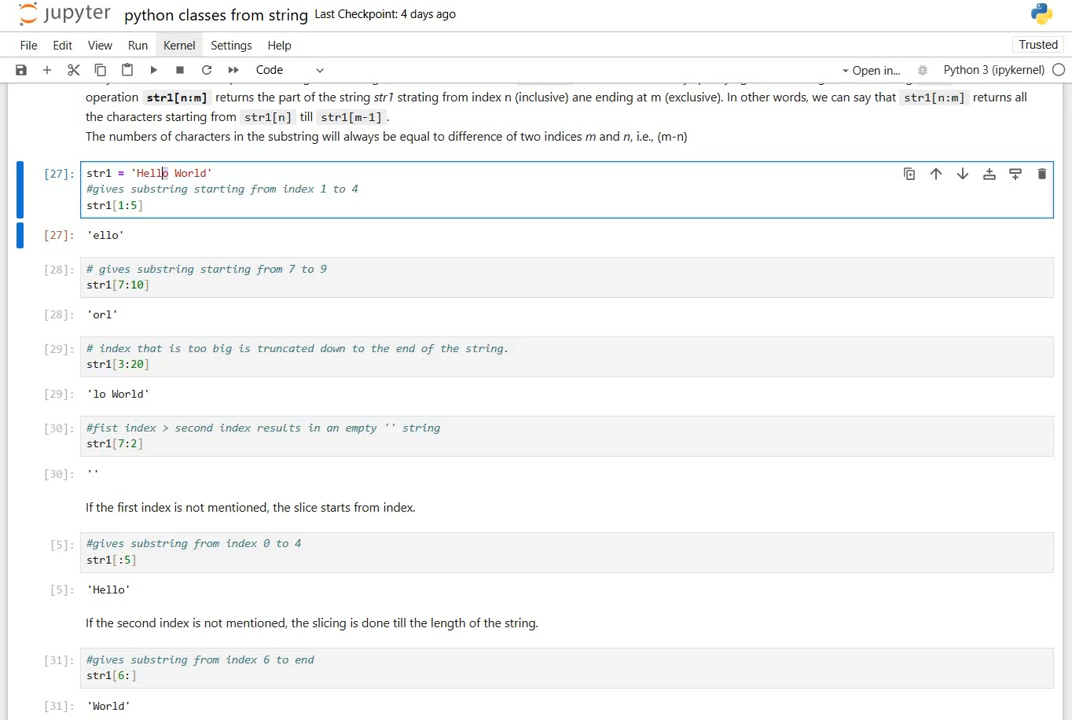 jupyter python classes from string Last Checkpoint: 4 days ago
File Edit View Run Kernel Settings Help Trusted
Code Open in... Python 3 (ipykernel)
operation str1[n:m] returns the part of the string str1 strating from index n (inclusive) are ending at m (exclusive). In other words, we can say that str1[n:m] returns all
the characters starting from str1[n] till str1[m-1] .
The numbers of characters in the substring will always be equal to difference of two indices m and n, i.e., (m-n)
[27]: str1 = 'Hello World'
#gives substring starting from index 1 to 4
str1[1:5]
[27]: 'ello'
[28]: # gives substring starting from 7 to 9
str1[7:10]
[28]: 'orl'
[29]: # index that is too big is truncated down to the end of the string.
str1[3:20]
[29]: 'lo World'
[30]: #fist index > second index results in an empty '' string
str1[7:2]
[30]: ''
If the first index is not mentioned, the slice starts from index.
[5]: #gives substring from index 0 to 4
str1[:5]
[5]: 'Hello'
If the second index is not mentioned, the slicing is done till the length of the string.
[31]: #gives substring from index 6 to end
str1[6:]
[31]: 'World'